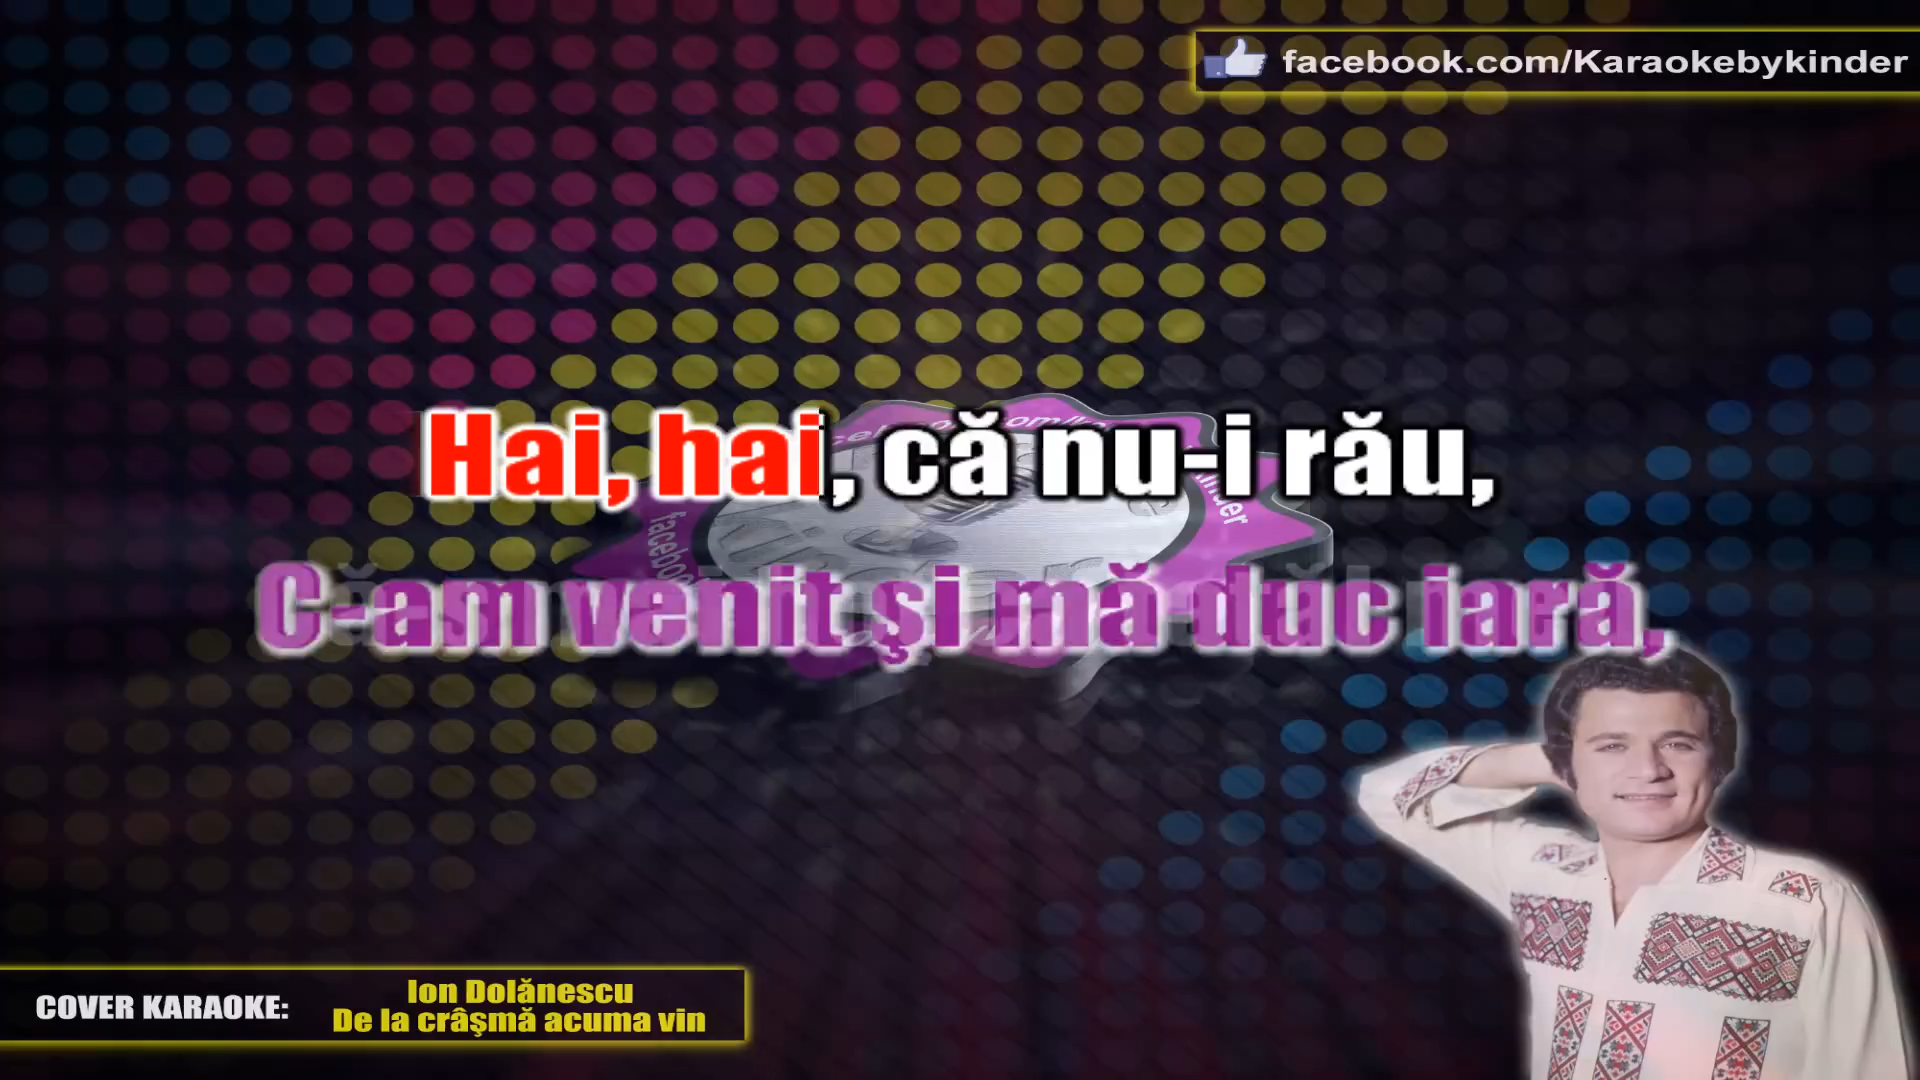 facebook.com/Karaokebykinder
Hai, hai, că nu-i rău,
C-am venit şi mă duc iară,
COVER KARAOKE:
Ion Dolănescu
De la crâşmă acuma vin